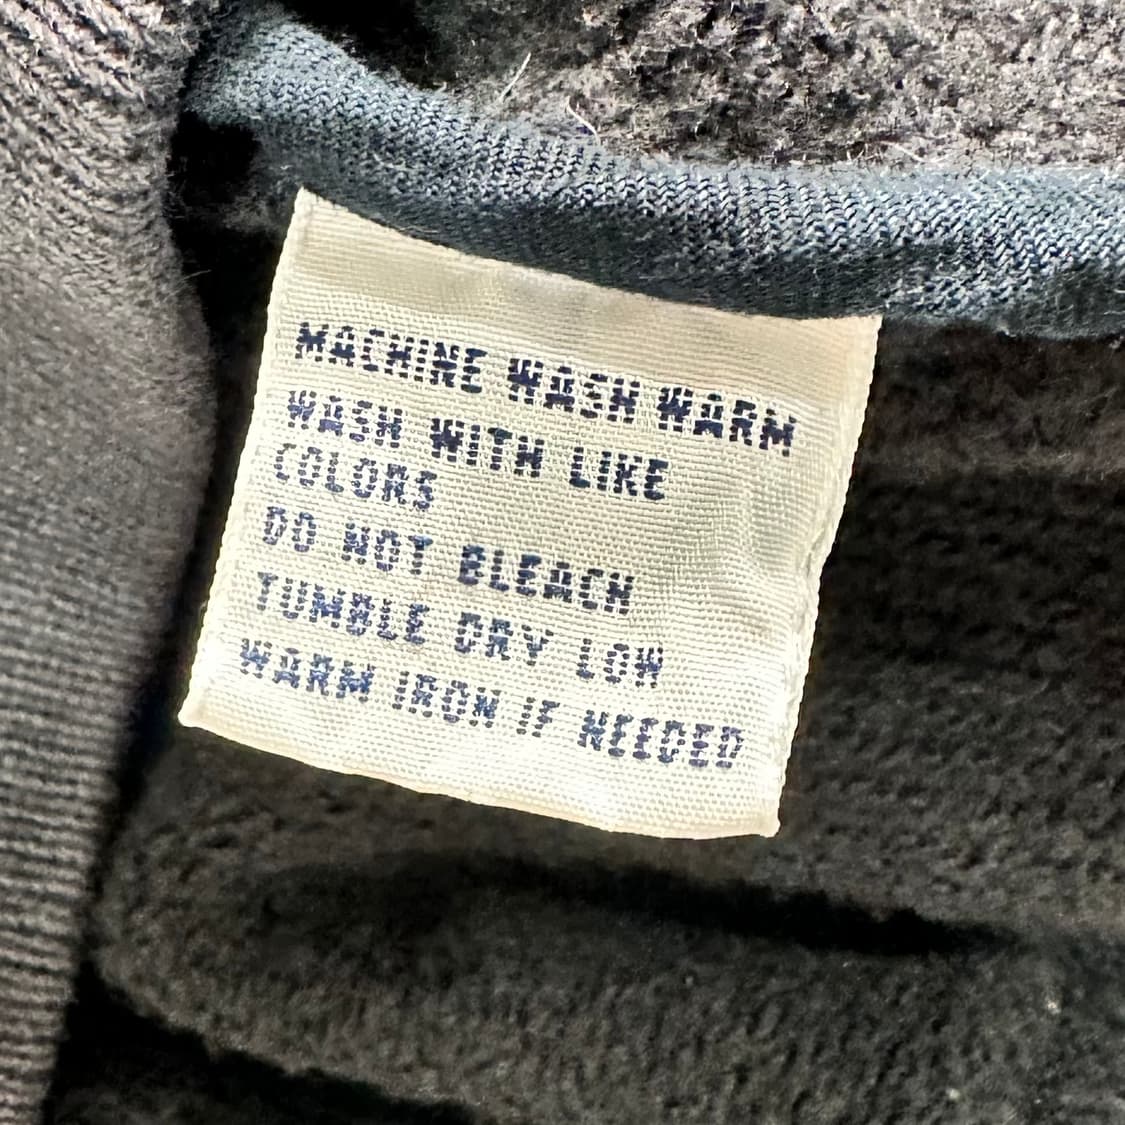 MACHINE WASH WARM
WASH WITH LIKE
COLORS
DO NOT BLEACH
TUMBLE DRY LOW
WARM IRON IF NEEDED